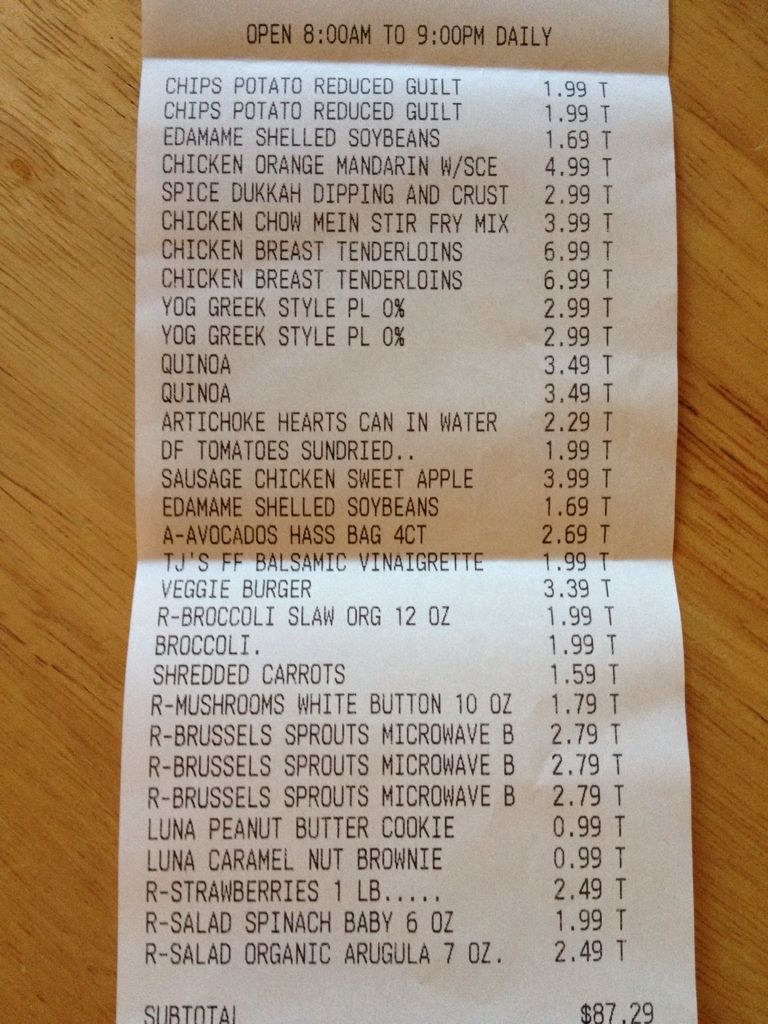 OPEN 8:00AM TO 9:00PM DAILY
CHIPS POTATO REDUCED GUILT 1.99 T
CHIPS POTATO REDUCED GUILT 1.99 T
EDAMAME SHELLED SOYBEANS 1.69 T
CHICKEN ORANGE MANDARIN W/SCE 4.99 T
SPICE DUKKAH DIPPING AND CRUST 2.99 T
CHICKEN CHOW MEIN STIR FRY MIX 3.99 T
CHICKEN BREAST TENDERLOINS 6.99 T
CHICKEN BREAST TENDERLOINS 6.99 T
YOG GREEK STYLE PL 0% 2.99 T
YOG GREEK STYLE PL 0% 2.99 T
QUINOA 3.49 T
QUINOA 3.49 T
ARTICHOKE HEARTS CAN IN WATER 2.29 T
DF TOMATOES SUNDRIED.. 1.99 T
SAUSAGE CHICKEN SWEET APPLE 3.99 T
EDAMAME SHELLED SOYBEANS 1.69 T
A-AVOCADOS HASS BAG 4CT 2.69 T
TJ'S FF BALSAMIC VINAIGRETTE 1.99 T
VEGGIE BURGER 3.39 T
R-BROCCOLI SLAW ORG 12 OZ 1.99 T
BROCCOLI. 1.99 T
SHREDDED CARROTS 1.59 T
R-MUSHROOMS WHITE BUTTON 10 OZ 1.79 T
R-BRUSSELS SPROUTS MICROWAVE B 2.79 T
R-BRUSSELS SPROUTS MICROWAVE B 2.79 T
R-BRUSSELS SPROUTS MICROWAVE B 2.79 T
LUNA PEANUT BUTTER COOKIE 0.99 T
LUNA CARAMEL NUT BROWNIE 0.99 T
R-STRAWBERRIES 1 LB..... 2.49 T
R-SALAD SPINACH BABY 6 OZ 1.99 T
R-SALAD ORGANIC ARUGULA 7 OZ. 2.49 T
SUBTOTAL $87.29